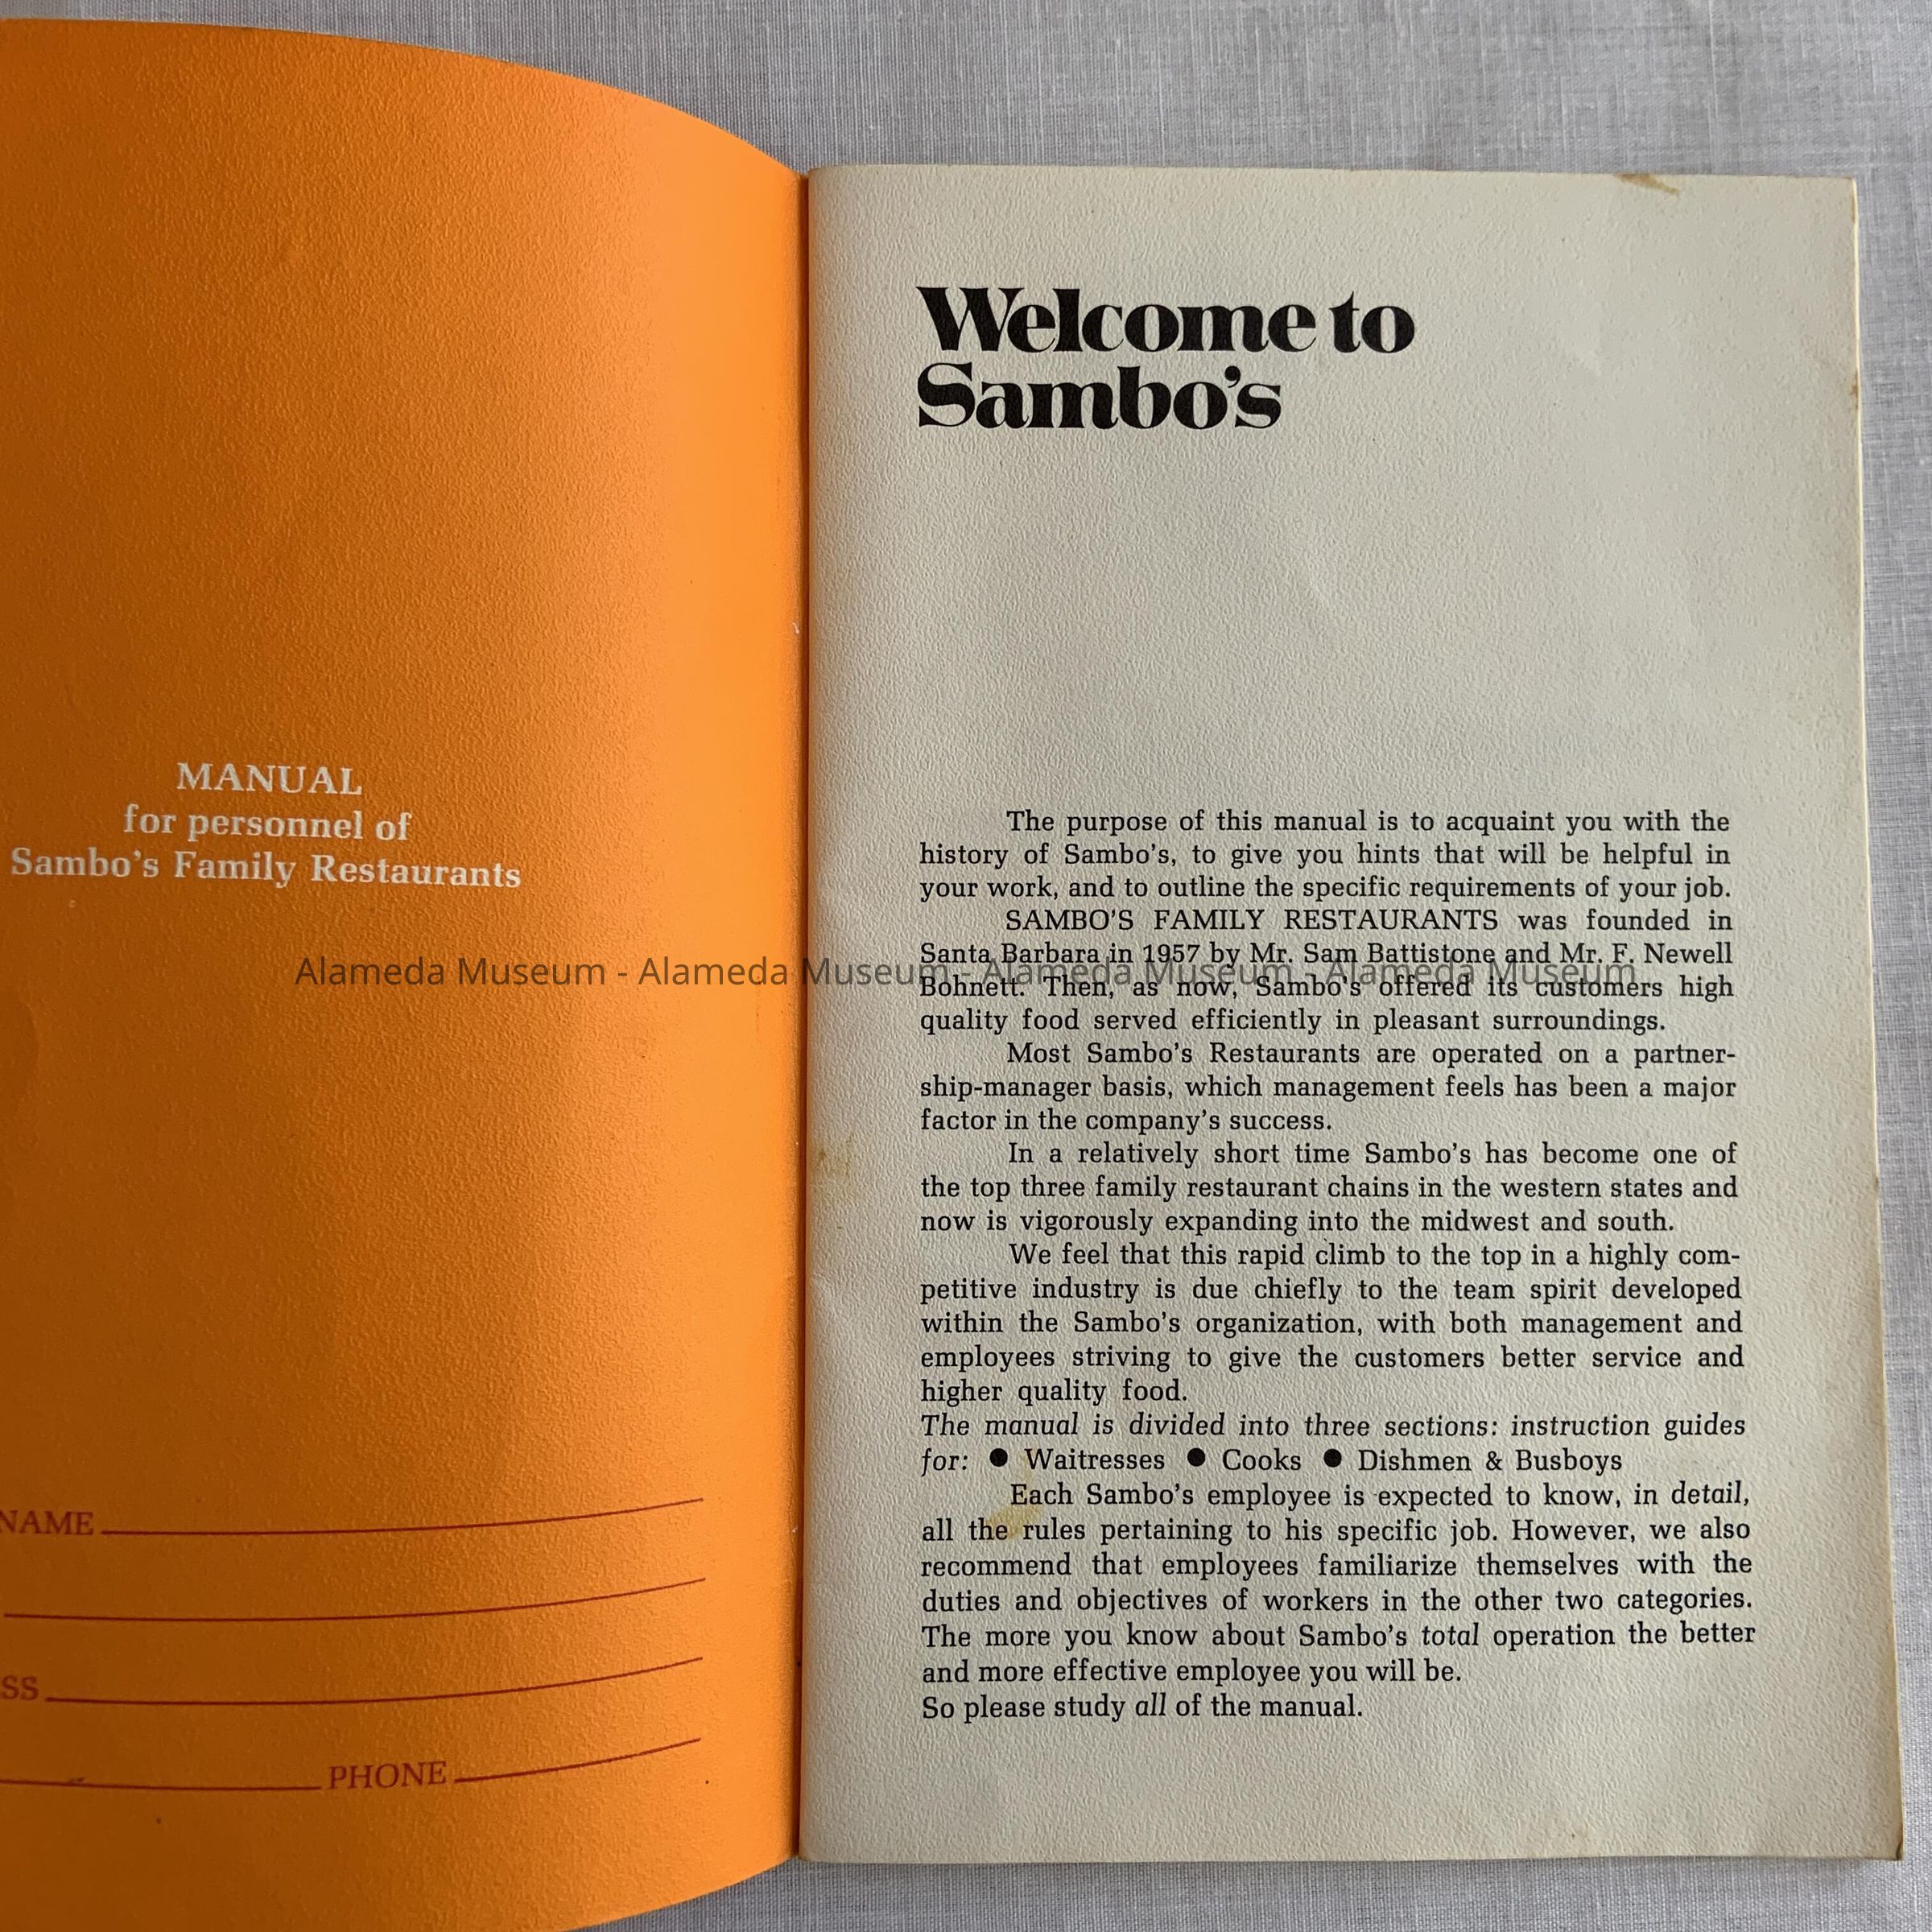 MANUAL
for personnel of
Sambo's Family Restaurants
NAME
SS
PHONE
Welcome to
Sambo's
The purpose of this manual is to acquaint you with the
history of Sambo's, to give you hints that will be helpful in
your work, and to outline the specific requirements of your job.
SAMBO'S FAMILY RESTAURANTS was founded in
Santa Barbara in 1957 by Mr. Sam Battistone and Mr. F. Newell
Bohnett. Then, as now, Sambo's offered its customers high
quality food served efficiently in pleasant surroundings.
Most Sambo's Restaurants are operated on a partner-
ship-manager basis, which management feels has been a major
factor in the company's success.
In a relatively short time Sambo's has become one of
the top three family restaurant chains in the western states and
now is vigorously expanding into the midwest and south.
We feel that this rapid climb to the top in a highly com-
petitive industry is due chiefly to the team spirit developed
within the Sambo's organization, with both management and
employees striving to give the customers better service and
higher quality food.
The manual is divided into three sections: instruction guides
for: ● Waitresses ● Cooks ● Dishmen & Busboys
Each Sambo's employee is expected to know, in detail,
all the rules pertaining to his specific job. However, we also
recommend that employees familiarize themselves with the
duties and objectives of workers in the other two categories.
The more you know about Sambo's total operation the better
and more effective employee you will be.
So please study all of the manual.
Alameda Museum - Alameda Museum - Alameda Museum - Alameda Museum